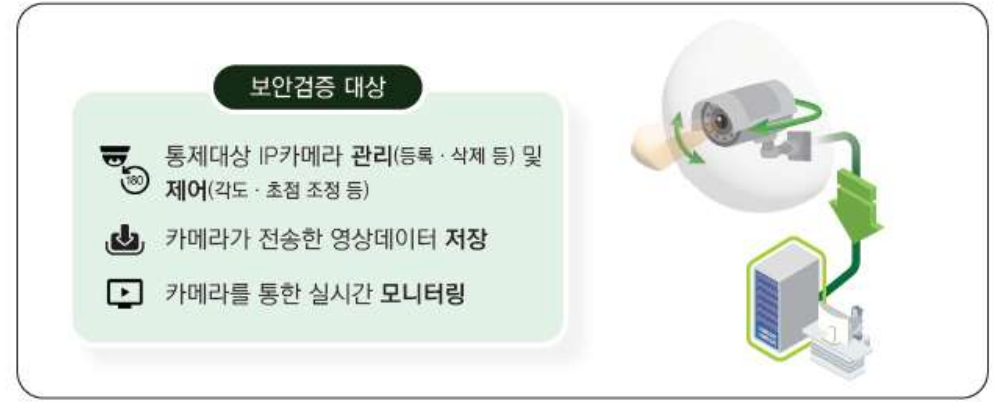 보안검증 대상
통제대상 IP카메라 관리(등록 · 삭제 등) 및
180
제어(각도 · 초점 조정 등)
카메라가 전송한 영상데이터 저장
카메라를 통한 실시간 모니터링